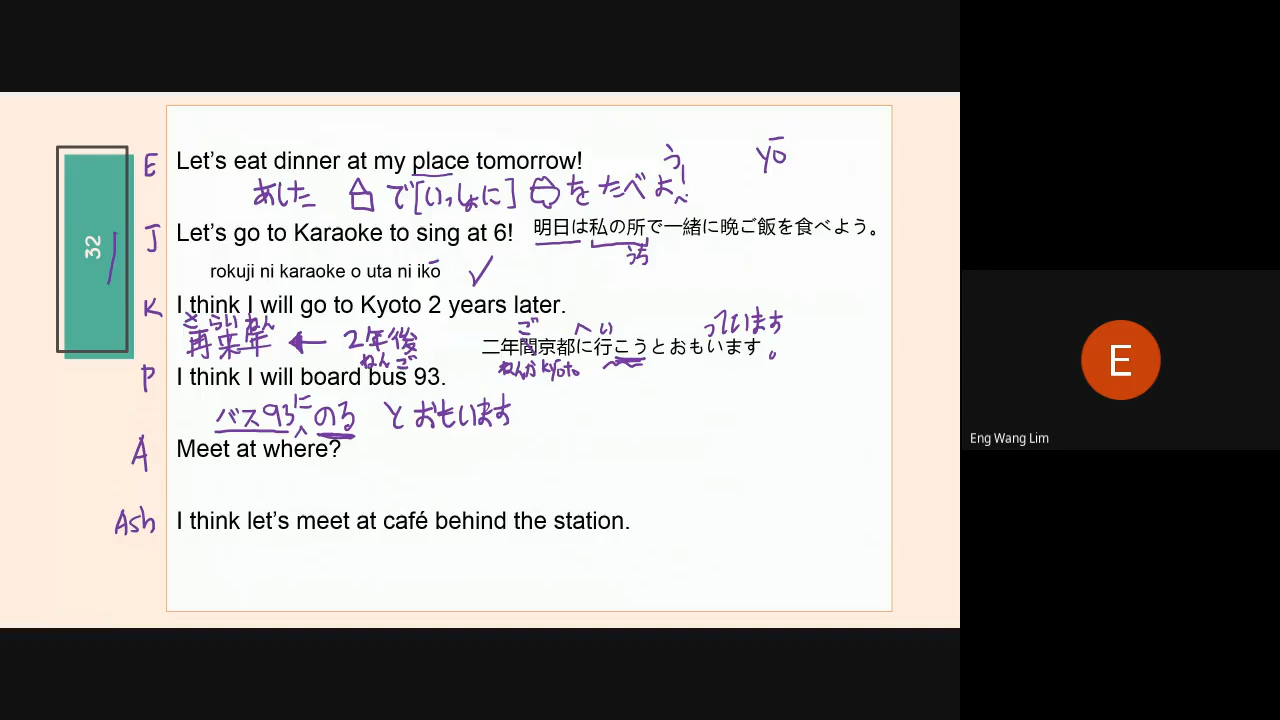 32
E Let's eat dinner at my place tomorrow! う yō
あした で[いっしょに] をたべよ
J Let's go to Karaoke to sing at 6! 明日は私の所で一緒に晩ご飯を食べよう。
うち
rokuji ni karaoke o uta ni ikō
K I think I will go to Kyoto 2 years later.
さ らい ねん ご へ い っています
再来年 ← 2年後 二年間京都に行こうとおもいます。
ねん ご ねんかん Kyoto
P I think I will board bus 93.
バス93に のる と おもいます
A Meet at where?
Eng Wang Lim
Ash I think let's meet at café behind the station.
E